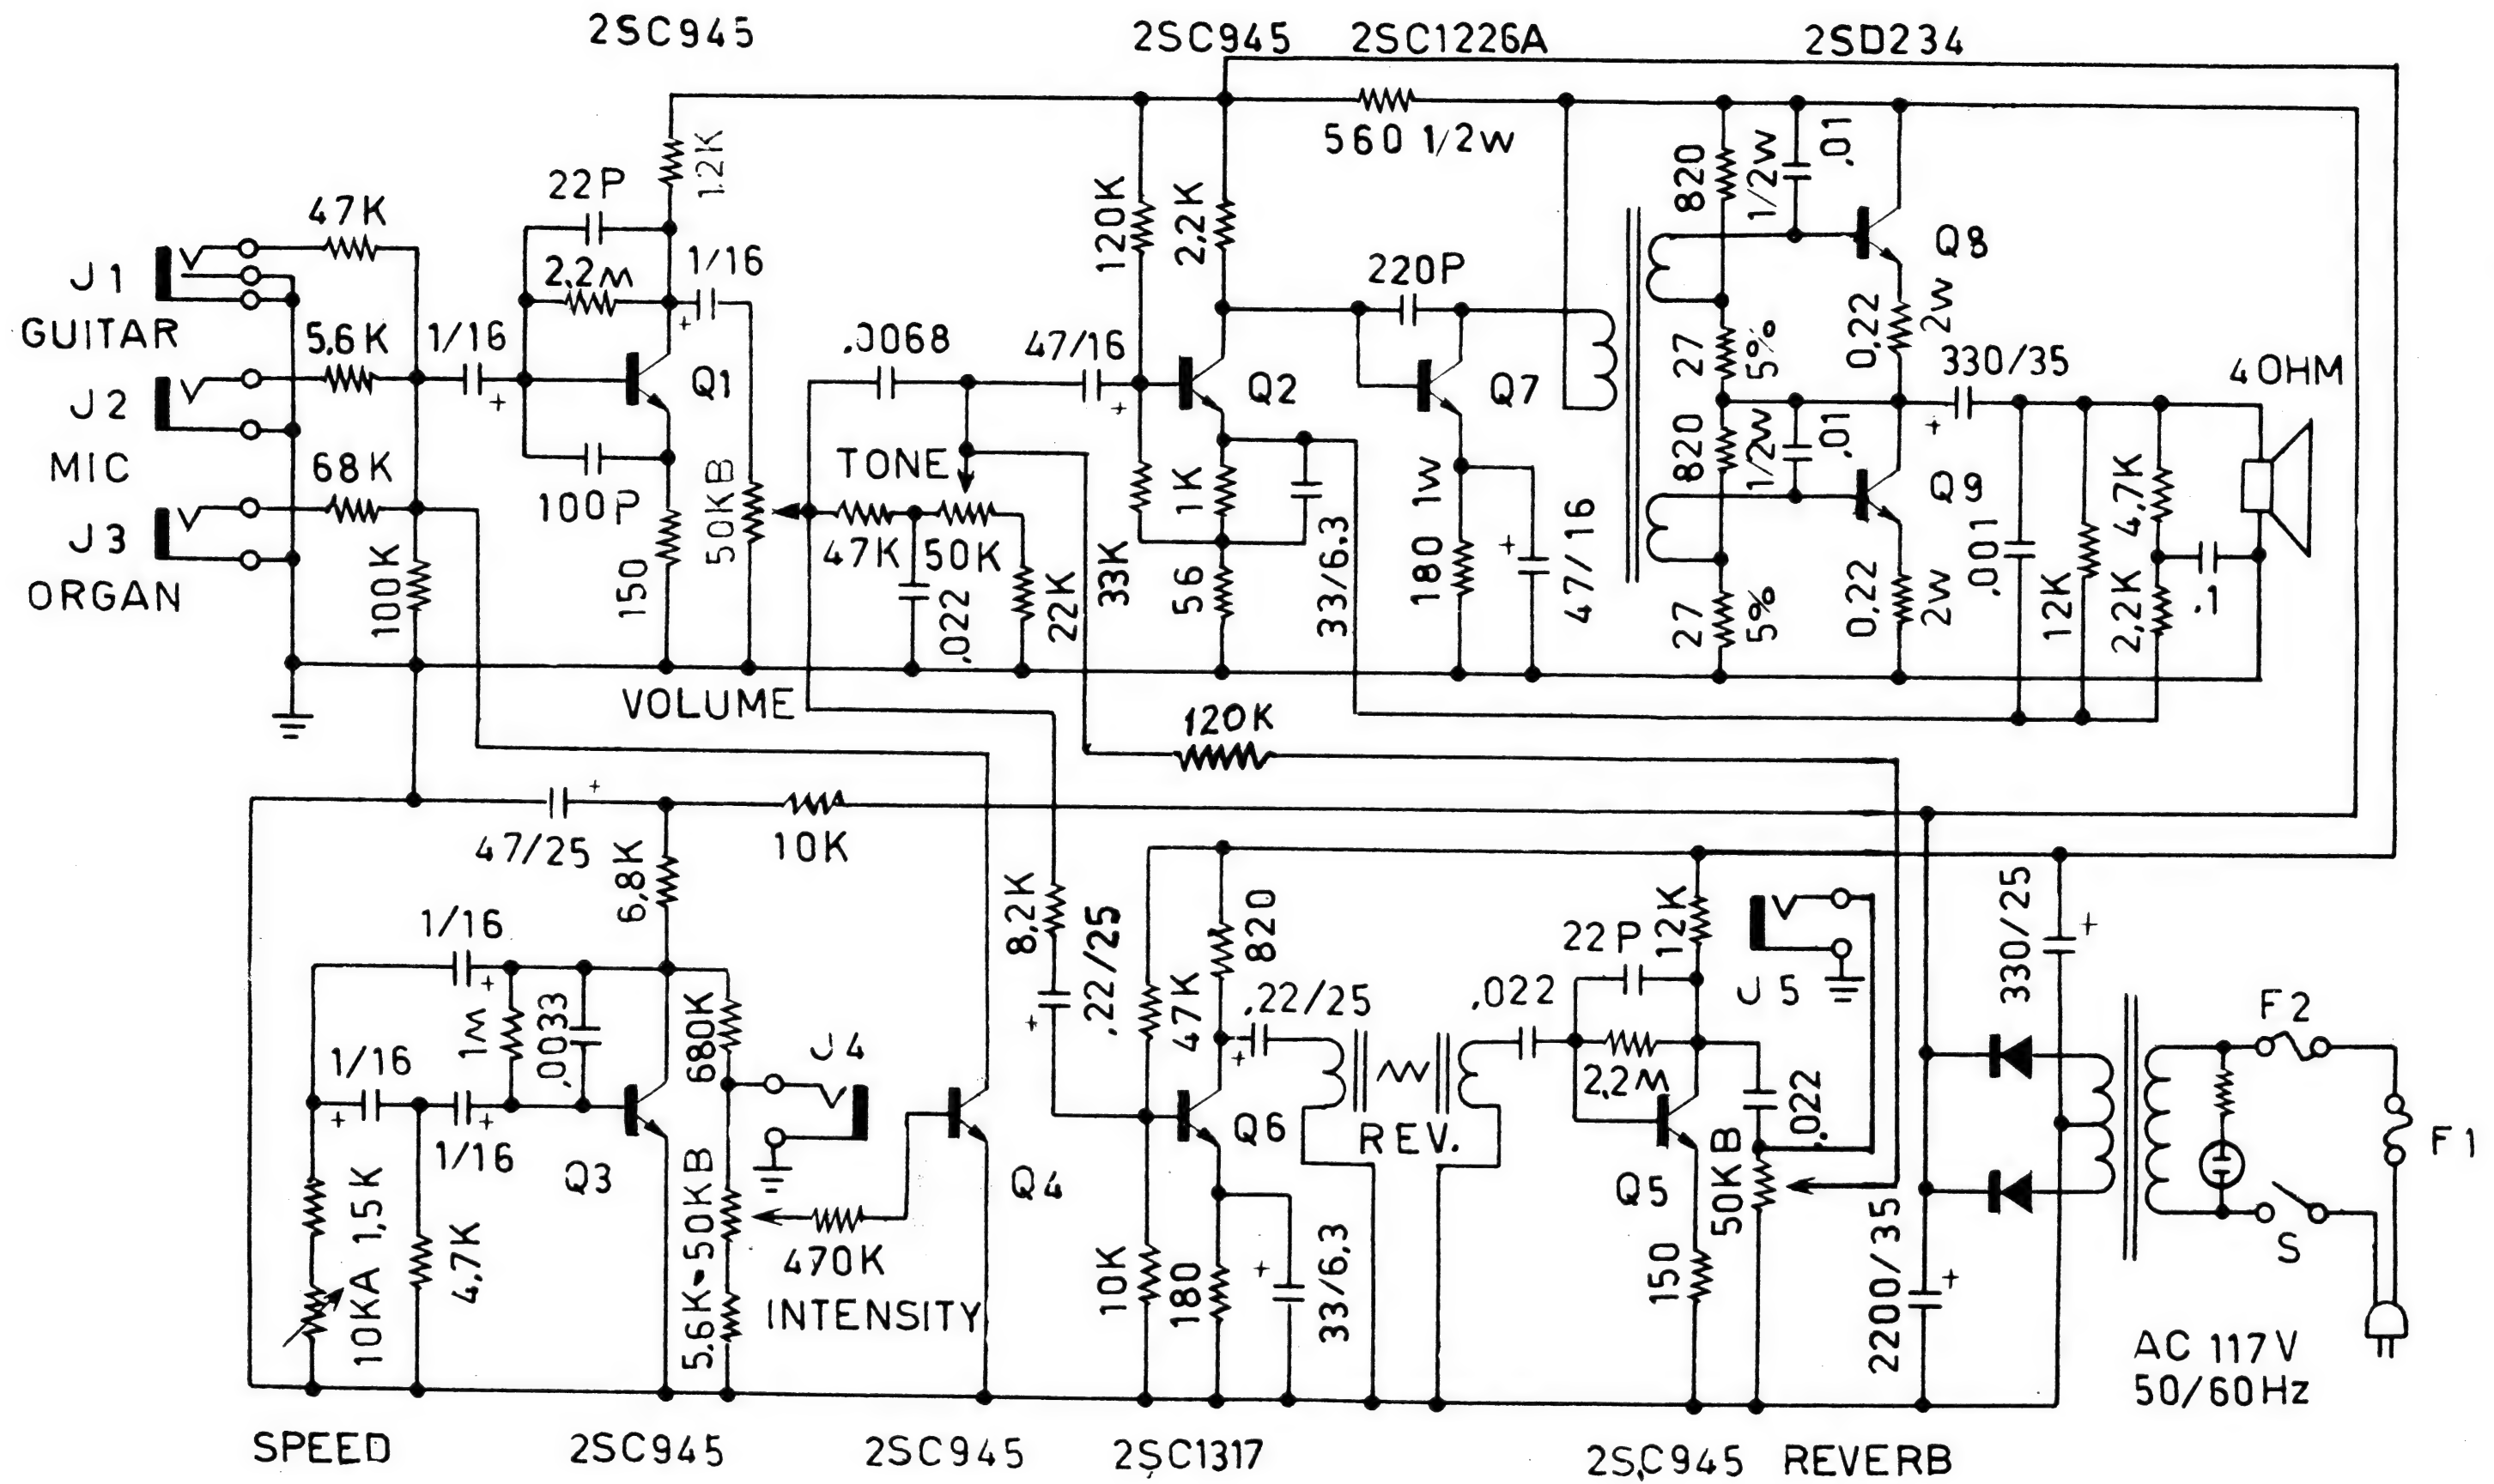 2SC945
2SC945
2SC1226A
2SD234
47K
J1
GUITAR
5.6K
J2
MIC
68K
J3
ORGAN
100K
1/16
22P
2.2M
12K
1/16
Q1
100P
150
50KB
VOLUME
.0068
TONE
47K
50K
.022
22K
47/16
120K
2.2K
Q2
33K
1K
56
33/6.3
560 1/2W
220P
Q7
180 1W
47/16
820
1/2W
.01
Q8
27
5%
0.22
2W
330/35
4OHM
820
1/2W
.01
Q9
27
5%
0.22
2W
.001
12K
4.7K
2.2K
.1
120K
47/25
10K
6.8K
1/16
1/16
1/16
1M
.0033
680K
J4
Q3
1.5K
10KA
4.7K
5.6K
50KB
470K
INTENSITY
Q4
8.2K
.22/25
47K
820
.22/25
REV.
Q6
10K
180
33/6.3
.022
22P
12K
2.2M
J5
.022
Q5
50KB
150
330/25
2200/35
F2
F1
S
AC 117V
50/60Hz
SPEED
2SC945
2SC945
2SC1317
2SC945
REVERB